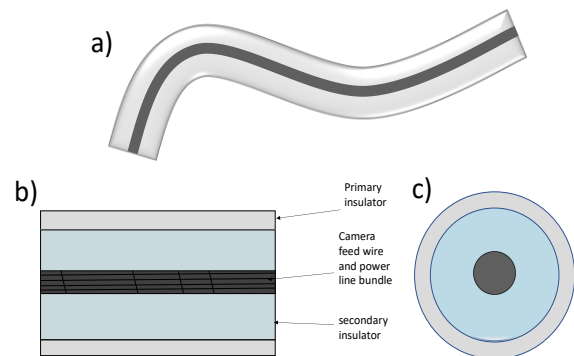 a)
b)
Primary
insulator
Camera
feed wire
and power
line bundle
secondary
insulator
c)